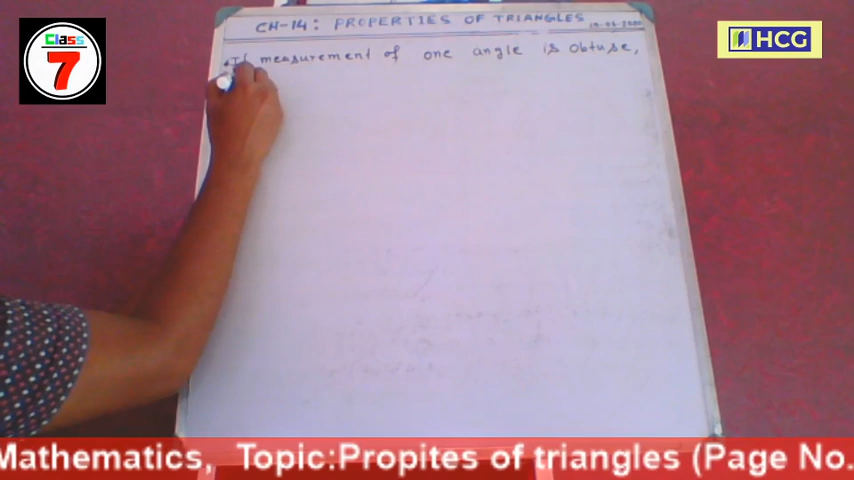 Class
7
CH-14: PROPERTIES OF TRIANGLES
HCG
If measurement of one angle is obtuse,
Mathematics, Topic:Propites of triangles (Page No.